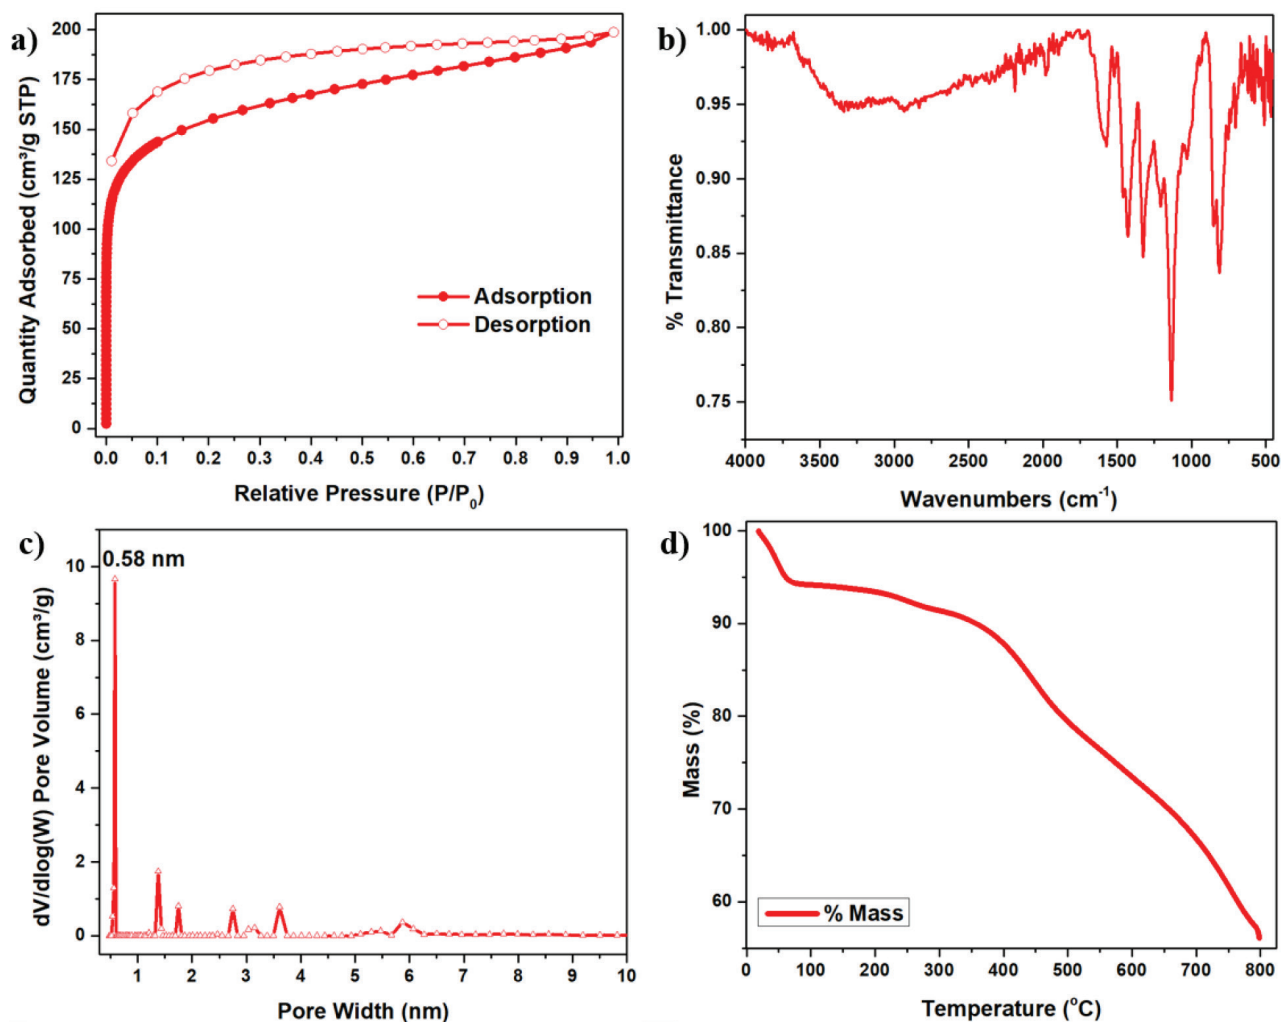 a)
200
175
150
125
100
75
50
25
0
Quantity Adsorbed (cm³/g STP)
Adsorption
Desorption
0.0 0.1 0.2 0.3 0.4 0.5 0.6 0.7 0.8 0.9 1.0
Relative Pressure (P/P₀)
b)
1.00
0.95
0.90
0.85
0.80
0.75
% Transmittance
4000 3500 3000 2500 2000 1500 1000 500
Wavenumbers (cm⁻¹)
c)
0.58 nm
10
8
6
4
2
0
dV/dlog(W) Pore Volume (cm³/g)
1 2 3 4 5 6 7 8 9 10
Pore Width (nm)
d)
100
90
80
70
60
Mass (%)
% Mass
0 100 200 300 400 500 600 700 800
Temperature (°C)